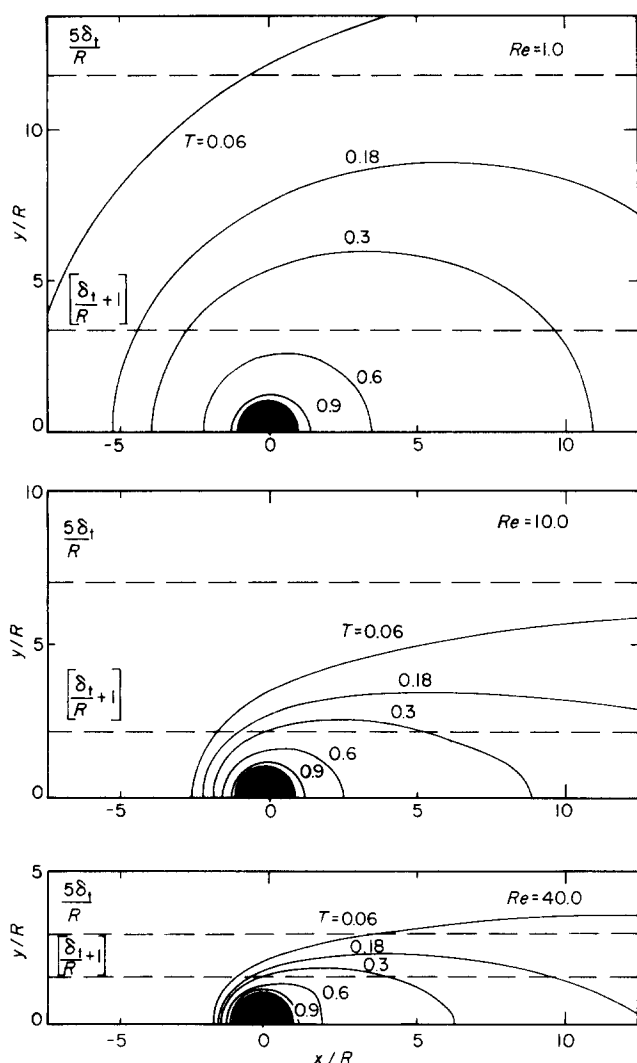 5δt/R
Re=1.0
10
T=0.06
0.18
y/R
0.3
5
[δt/R +1]
0.6
0.9
0
-5 0 5 10
10
5δt/R
Re=10.0
T=0.06
y/R
5
0.18
[δt/R +1]
0.3
0.6
0.9
0
-5 0 5 10
5
5δt/R
Re=40.0
T=0.06
y/R
[δt/R +1]
0.18
0.3
0.6
0.9
0
-5 0 5 10
x/R